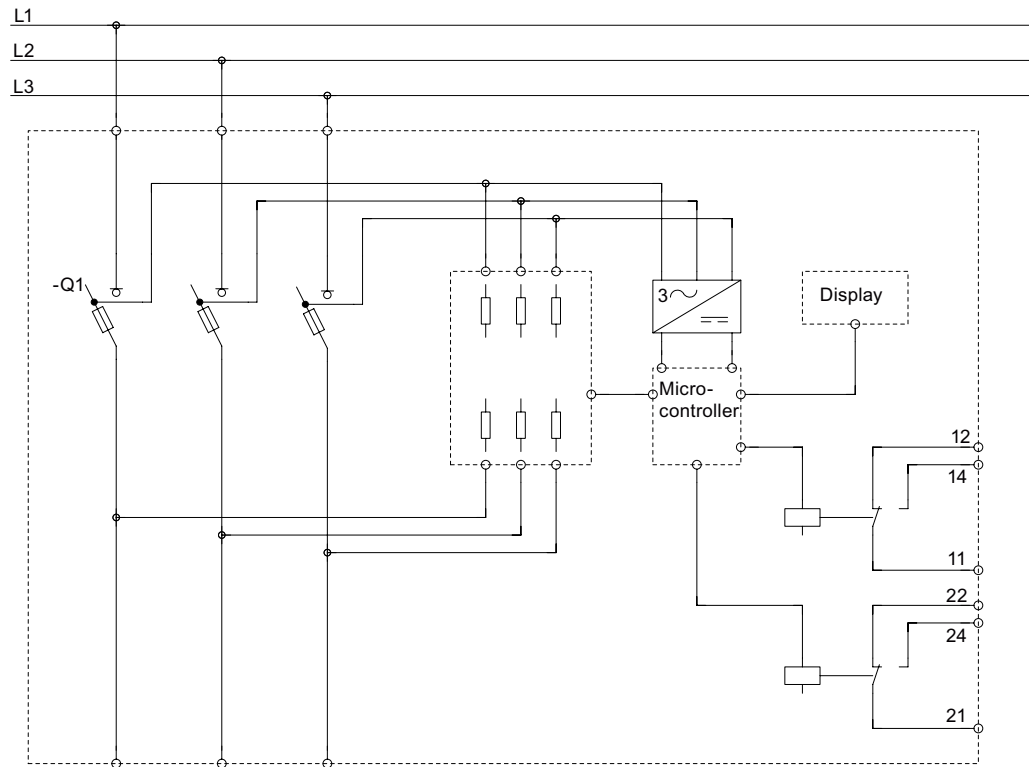 L1
L2
L3
-Q1
3
Display
Micro-
controller
12
14
11
22
24
21